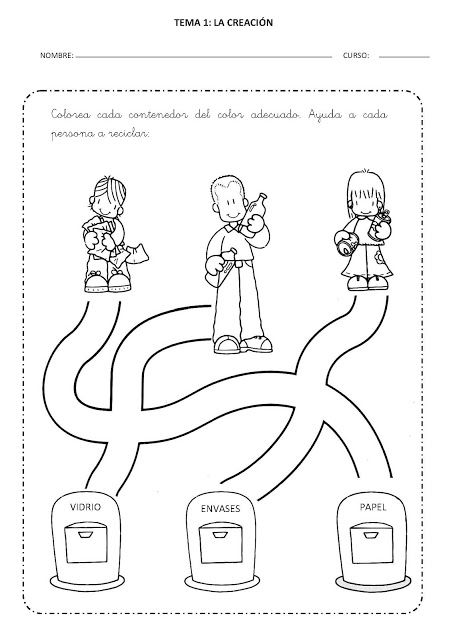 TEMA 1: LA CREACIÓN
NOMBRE: CURSO:
Colorea cada contenedor del color adecuado. Ayuda a cada
persona a reciclar:
VIDRIO ENVASES PAPEL